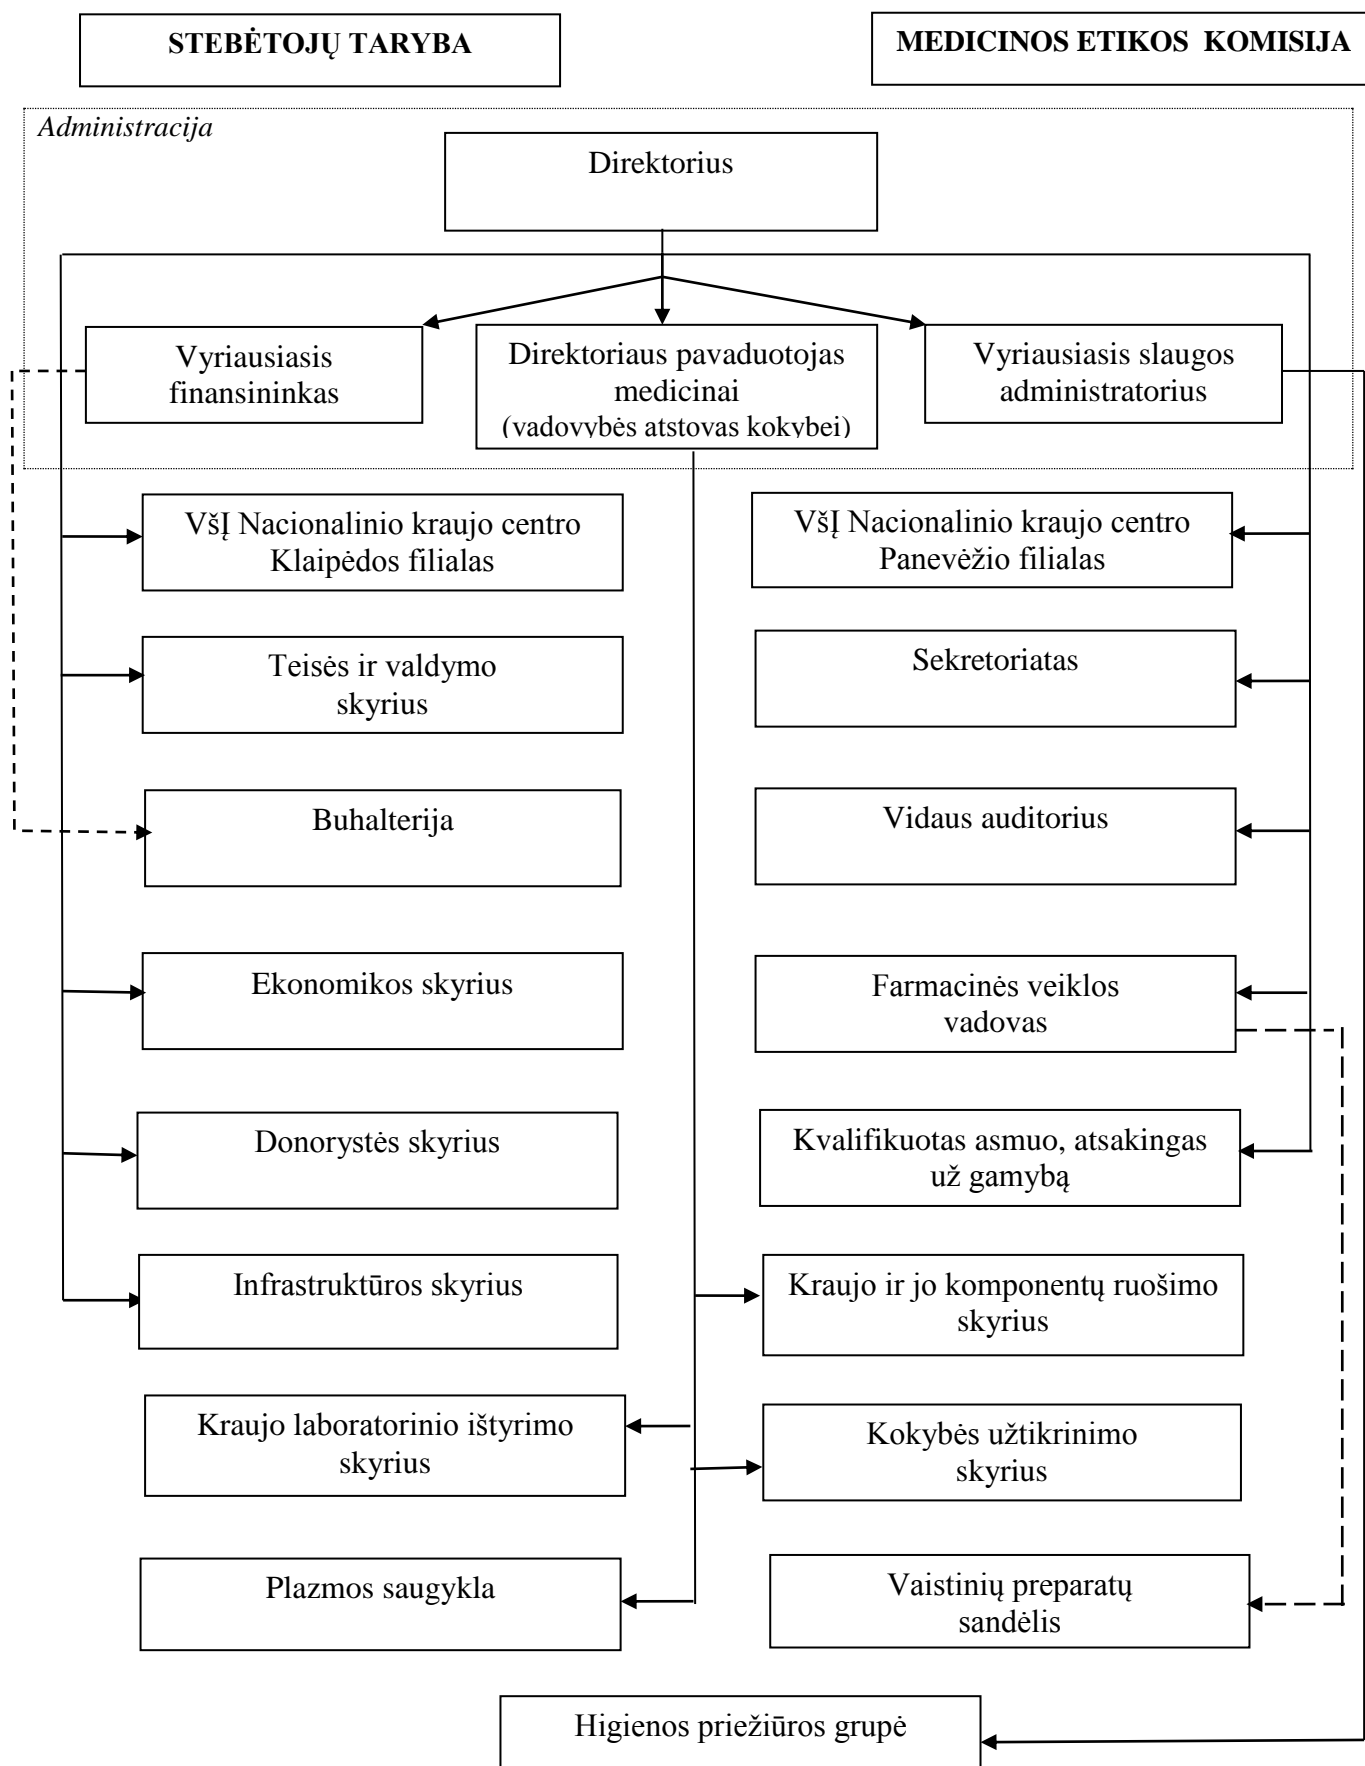 STEBĖTOJŲ TARYBA
MEDICINOS ETIKOS KOMISIJA
Administracija
Direktorius
Vyriausiasis
finansininkas
Direktoriaus pavaduotojas
medicinai
(vadovybės atstovas kokybei)
Vyriausiasis slaugos
administratorius
VšĮ Nacionalinio kraujo centro
Klaipėdos filialas
VšĮ Nacionalinio kraujo centro
Panevėžio filialas
Teisės ir valdymo
skyrius
Sekretoriatas
Buhalterija
Vidaus auditorius
Ekonomikos skyrius
Farmacinės veiklos
vadovas
Donorystės skyrius
Kvalifikuotas asmuo, atsakingas
už gamybą
Infrastruktūros skyrius
Kraujo ir jo komponentų ruošimo
skyrius
Kraujo laboratorinio ištyrimo
skyrius
Kokybės užtikrinimo
skyrius
Plazmos saugykla
Vaistinių preparatų
sandėlis
Higienos priežiūros grupė